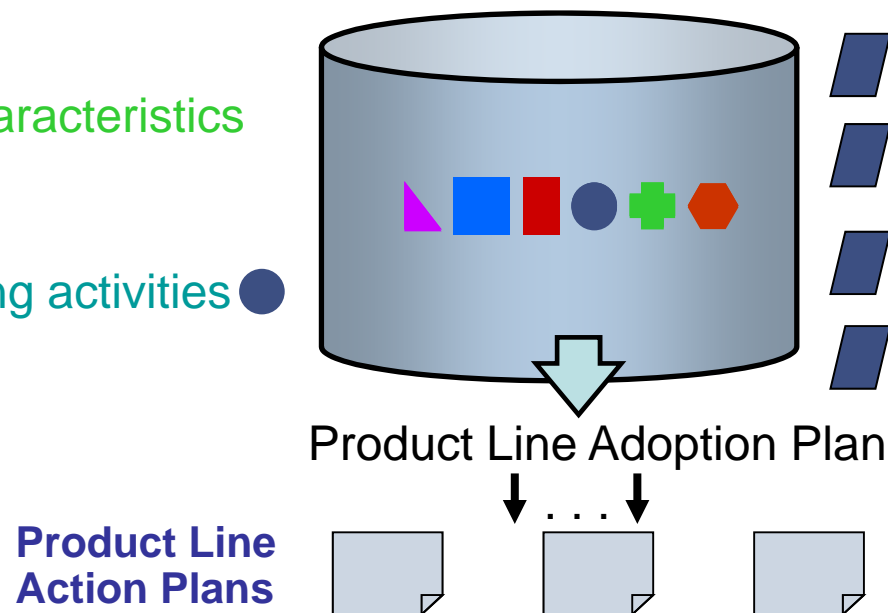 aracteristics
ng activities
Product Line Adoption Plan
. . .
Product Line
Action Plans